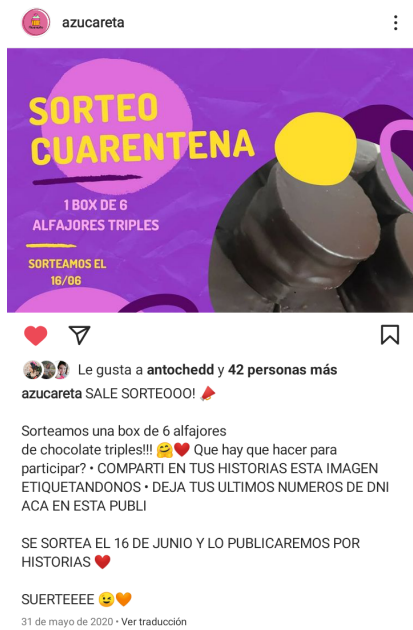 azucareta
SORTEO
CUARENTENA
1 BOX DE 6
ALFAJORES TRIPLES
SORTEAMOS EL
16/06
Le gusta a antochedd y 42 personas más
azucareta SALE SORTEOOO! 📣
Sorteamos una box de 6 alfajores
de chocolate triples!!! 🤗❤️ Que hay que hacer para
participar? • COMPARTI EN TUS HISTORIAS ESTA IMAGEN
ETIQUETANDONOS • DEJA TUS ULTIMOS NUMEROS DE DNI
ACA EN ESTA PUBLI
SE SORTEA EL 16 DE JUNIO Y LO PUBLICAREMOS POR
HISTORIAS ❤️
SUERTEEEE 😉🧡
31 de mayo de 2020 • Ver traducción